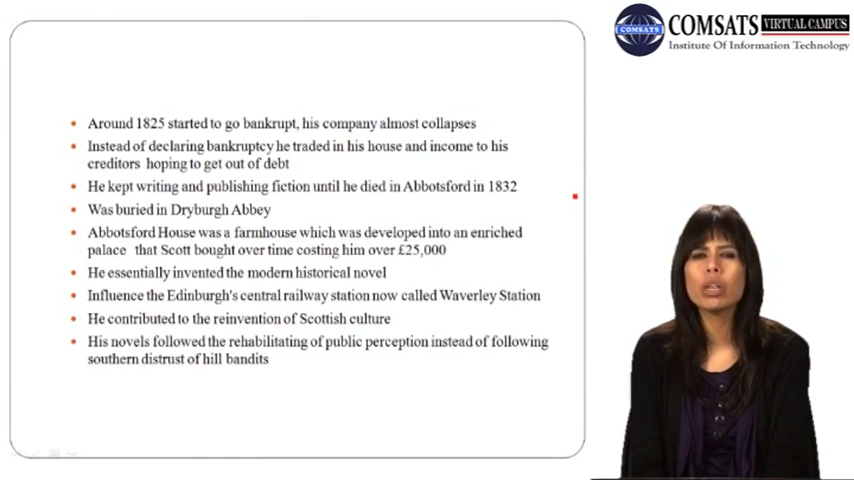 COMSATS VIRTUAL CAMPUS
COMSATS
Institute Of Information Technology
• Around 1825 started to go bankrupt, his company almost collapses
• Instead of declaring bankruptcy he traded in his house and income to his
creditors hoping to get out of debt
• He kept writing and publishing fiction until he died in Abbotsford in 1832
• Was buried in Dryburgh Abbey
• Abbotsford House was a farmhouse which was developed into an enriched
palace that Scott bought over time costing him over £25,000
• He essentially invented the modern historical novel
• Influence the Edinburgh's central railway station now called Waverley Station
• He contributed to the reinvention of Scottish culture
• His novels followed the rehabilitating of public perception instead of following
southern distrust of hill bandits